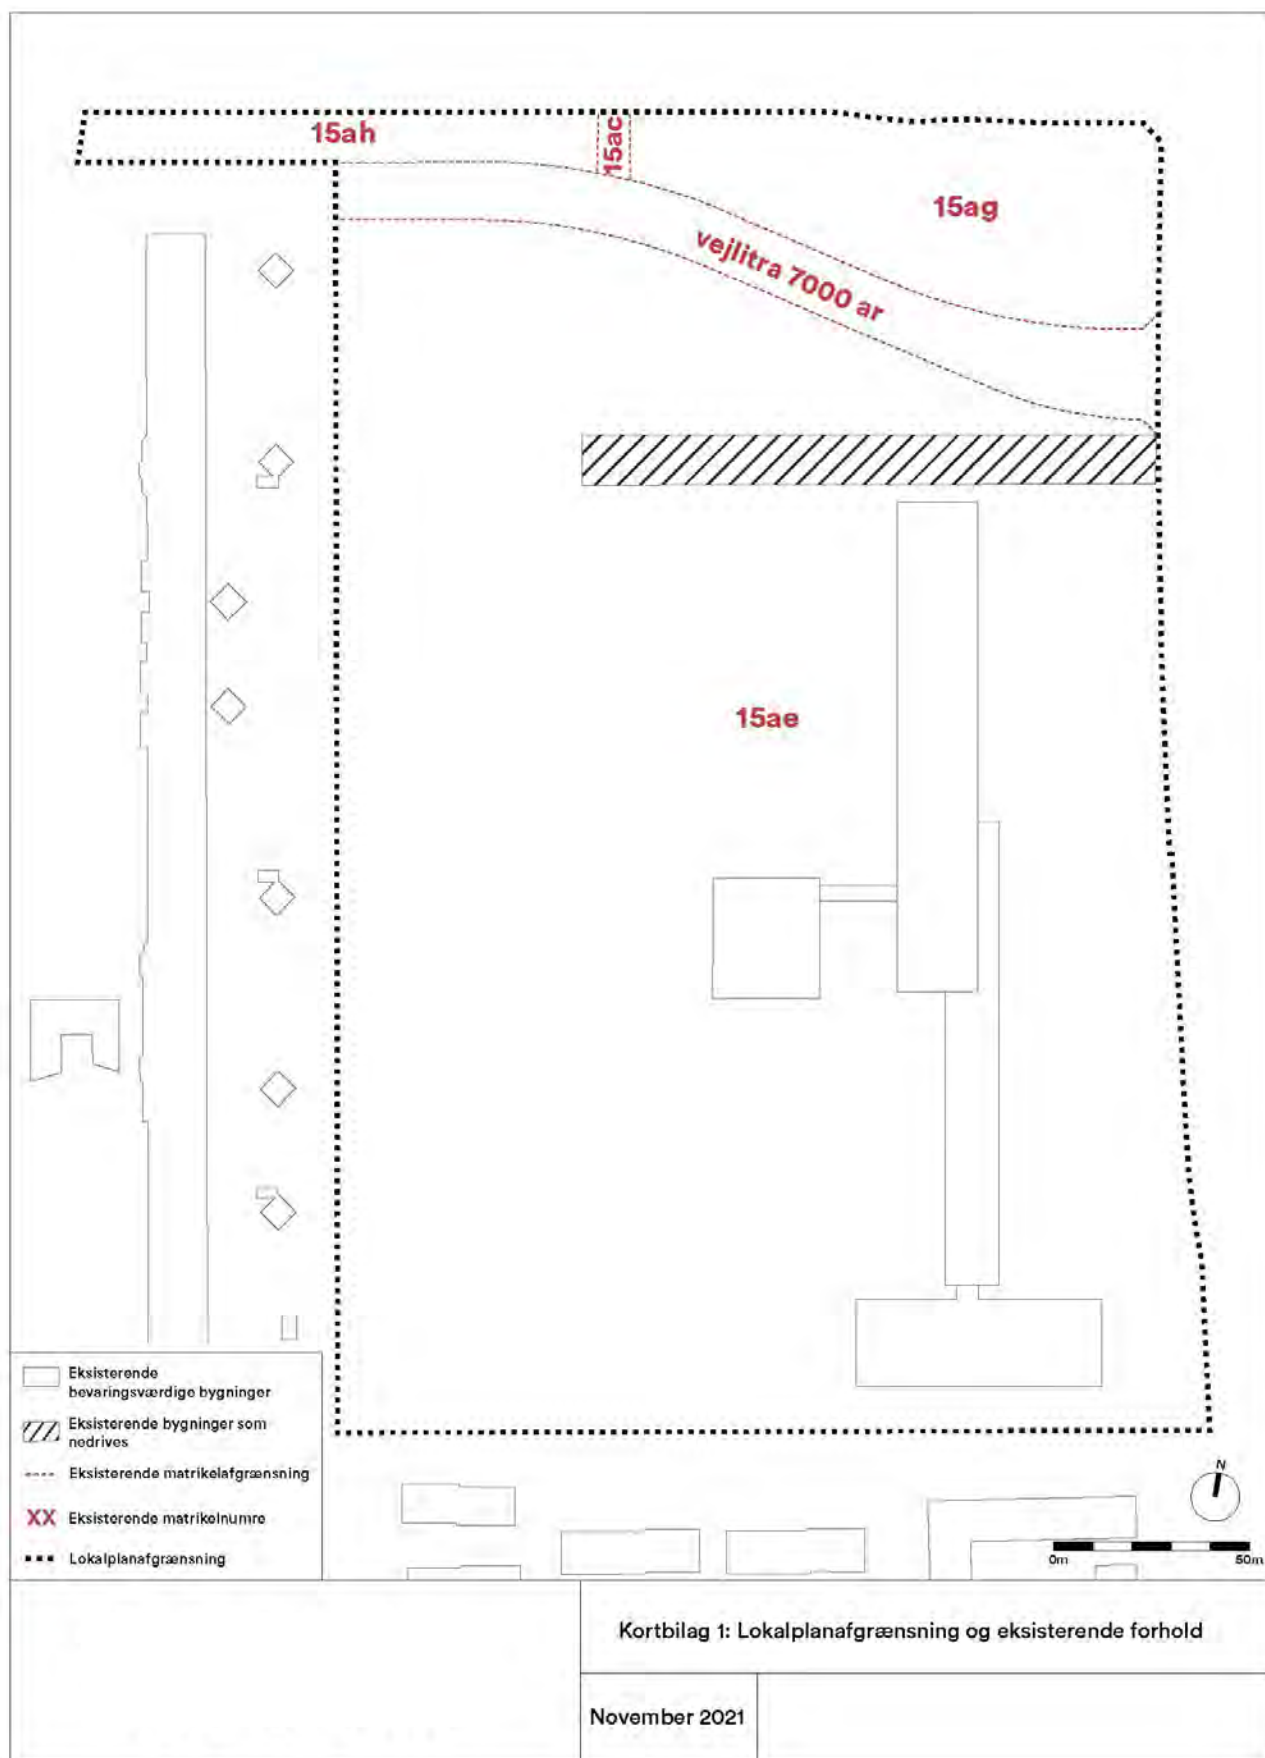 15ah
15ac
15ag
vejlitra 7000 ar
15ae
Eksisterende
bevaringsværdige bygninger
Eksisterende bygninger som
nedrives
Eksisterende matrikelafgrænsning
XX Eksisterende matrikelnumre
Lokalplanafgrænsning
N
0m 50m
Kortbilag 1: Lokalplanafgrænsning og eksisterende forhold
November 2021